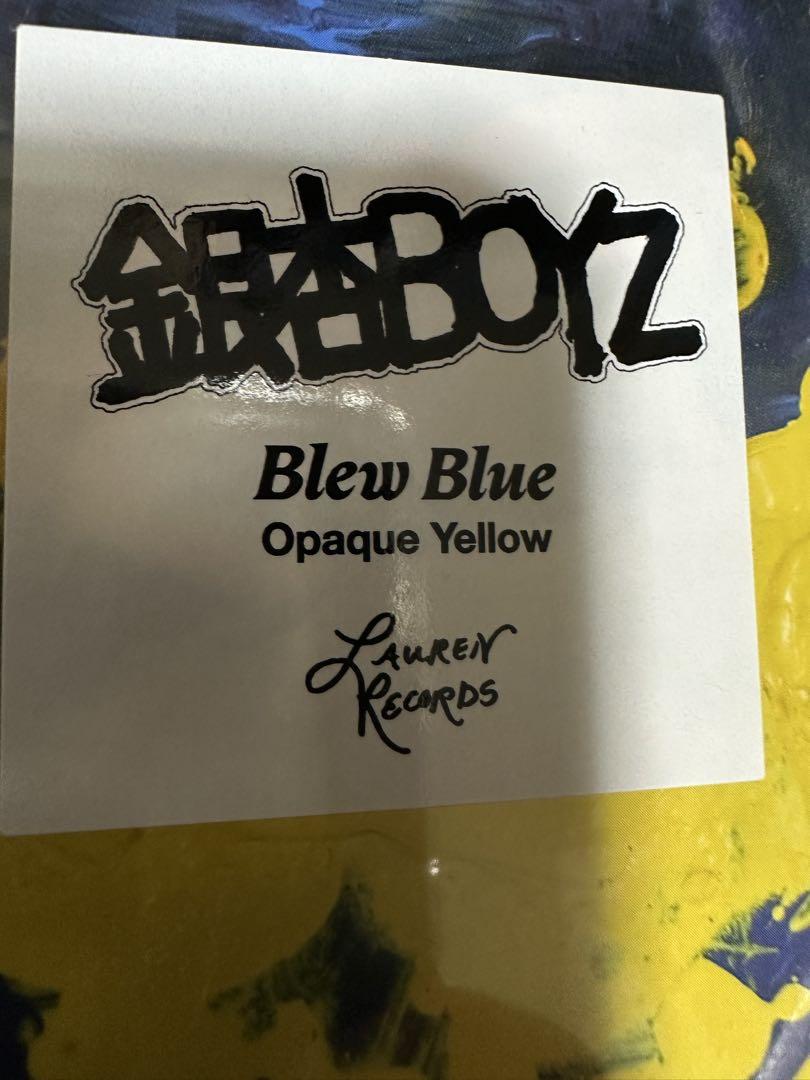 銀杏BOYZ
Blew Blue
Opaque Yellow
LAUREN
RECORDS